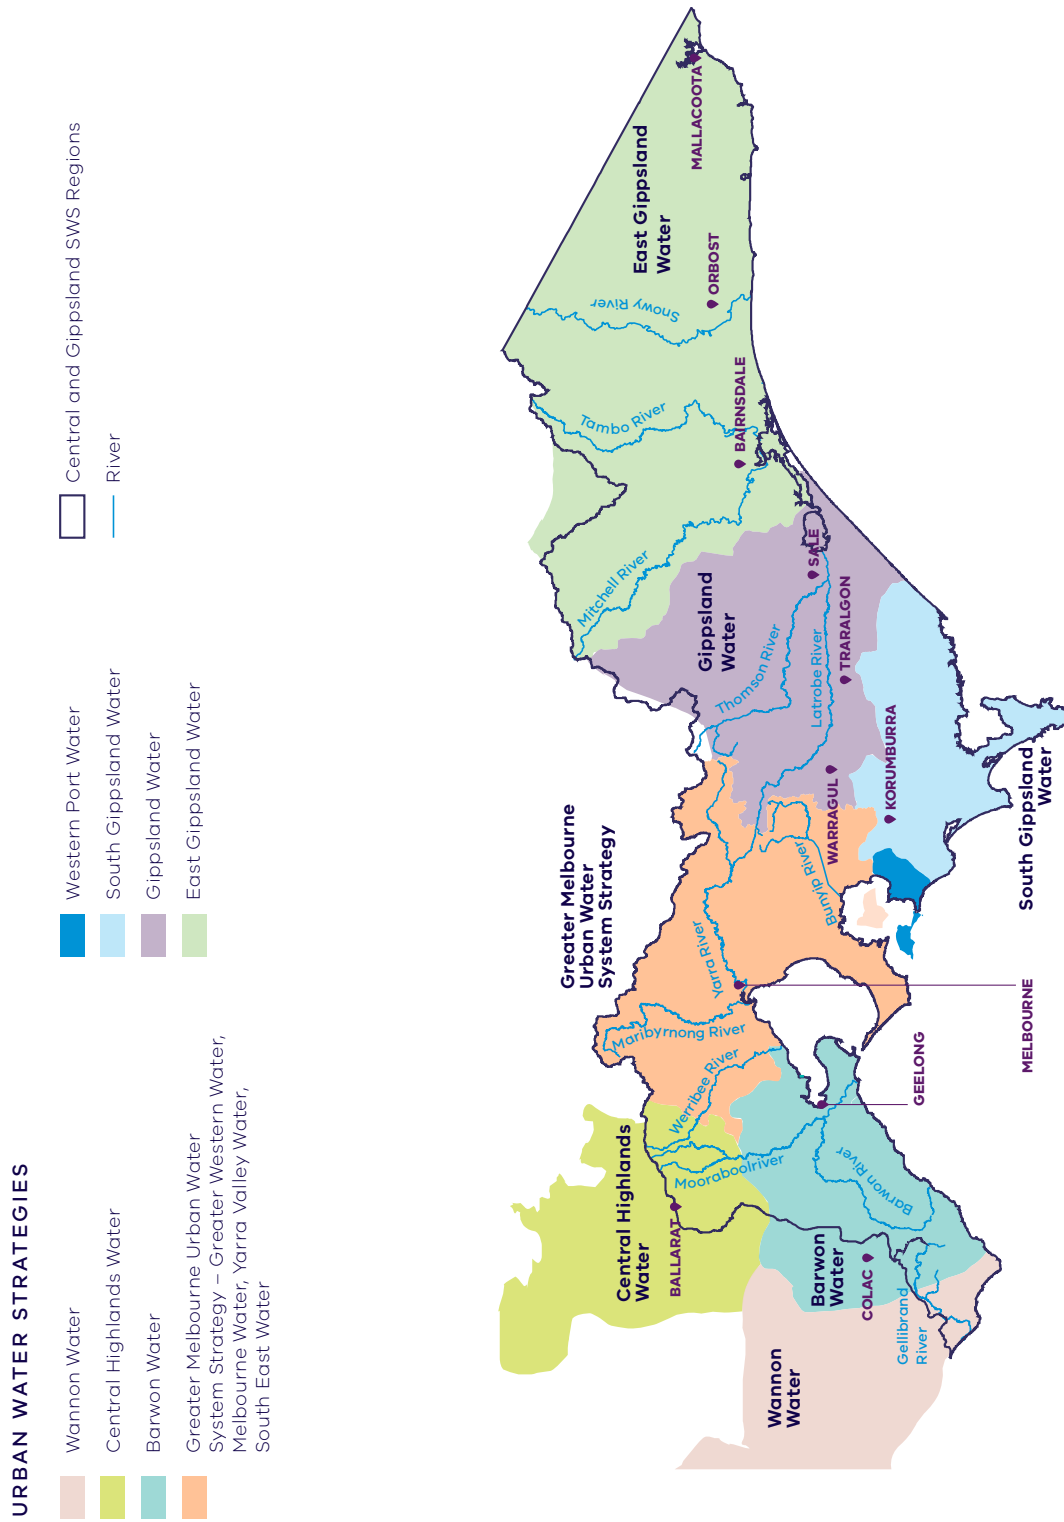 URBAN WATER STRATEGIES
Wannon Water
Central Highlands Water
Barwon Water
Greater Melbourne Urban Water
System Strategy – Greater Western Water,
Melbourne Water, Yarra Valley Water,
South East Water
Western Port Water
South Gippsland Water
Gippsland Water
East Gippsland Water
Central and Gippsland SWS Regions
River
Central Highlands
Water
BALLARAT
Wannon
Water
Barwon
Water
COLAC
Gellibrand
River
Barwon River
Mooraboolriver
Werribee River
Maribyrnong River
GEELONG
MELBOURNE
Greater Melbourne
Urban Water
System Strategy
Yarra River
Bunyip River
WARRAGUL
KORUMBURRA
South Gippsland
Water
Gippsland
Water
Thomson River
Latrobe River
TRARALGON
SALE
Mitchell River
Tambo River
BAIRNSDALE
Snowy River
ORBOST
East Gippsland
Water
MALLACOOTA